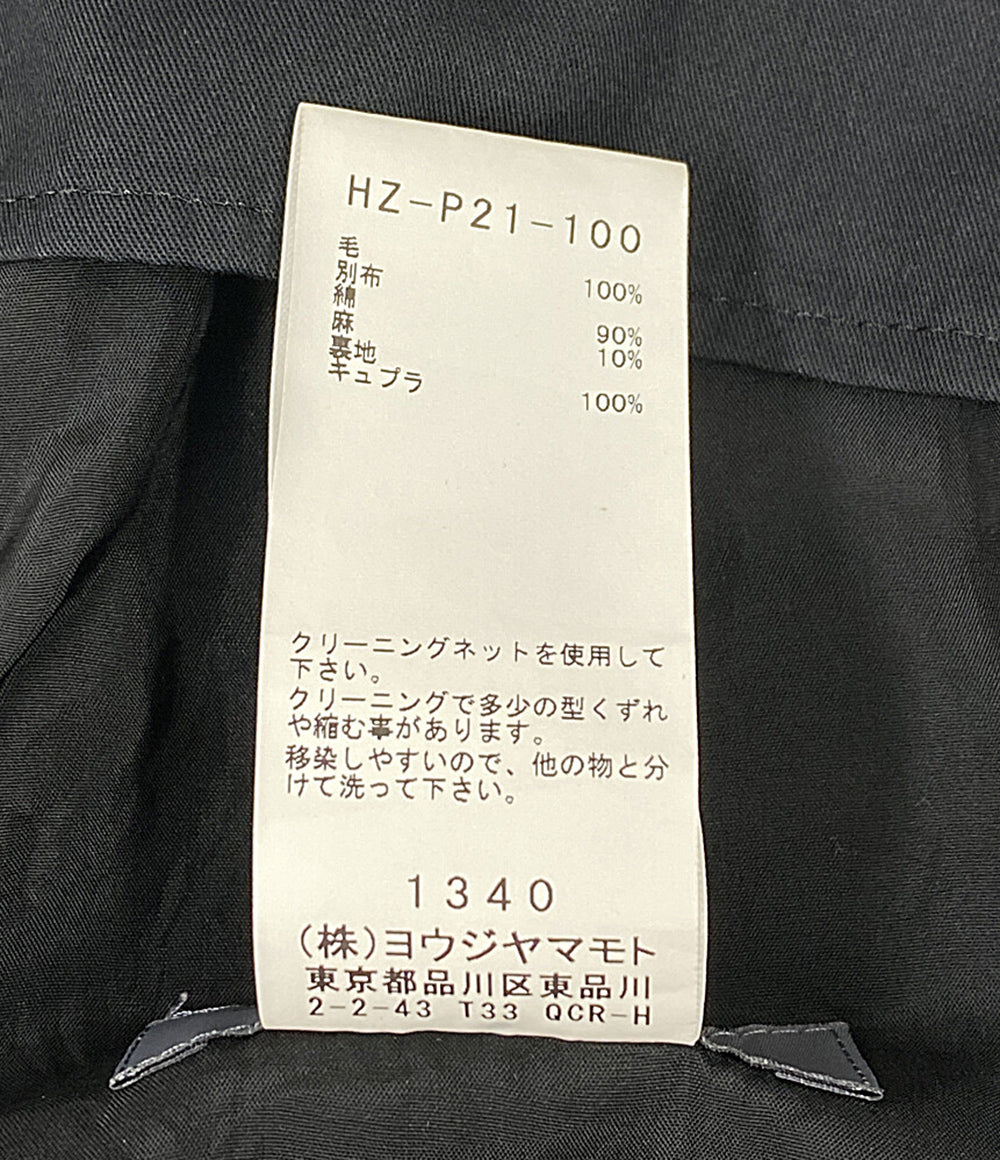 HZ-P21-100
毛 100%
別布
綿 90%
麻 10%
裏地
キュプラ 100%
クリーニングネットを使用して
下さい。
クリーニングで多少の型くずれ
や縮む事があります。
移染しやすいので、他の物と分
けて洗って下さい。
1340
(株)ヨウジヤマモト
東京都品川区東品川
2-2-43 T33 QCR-H